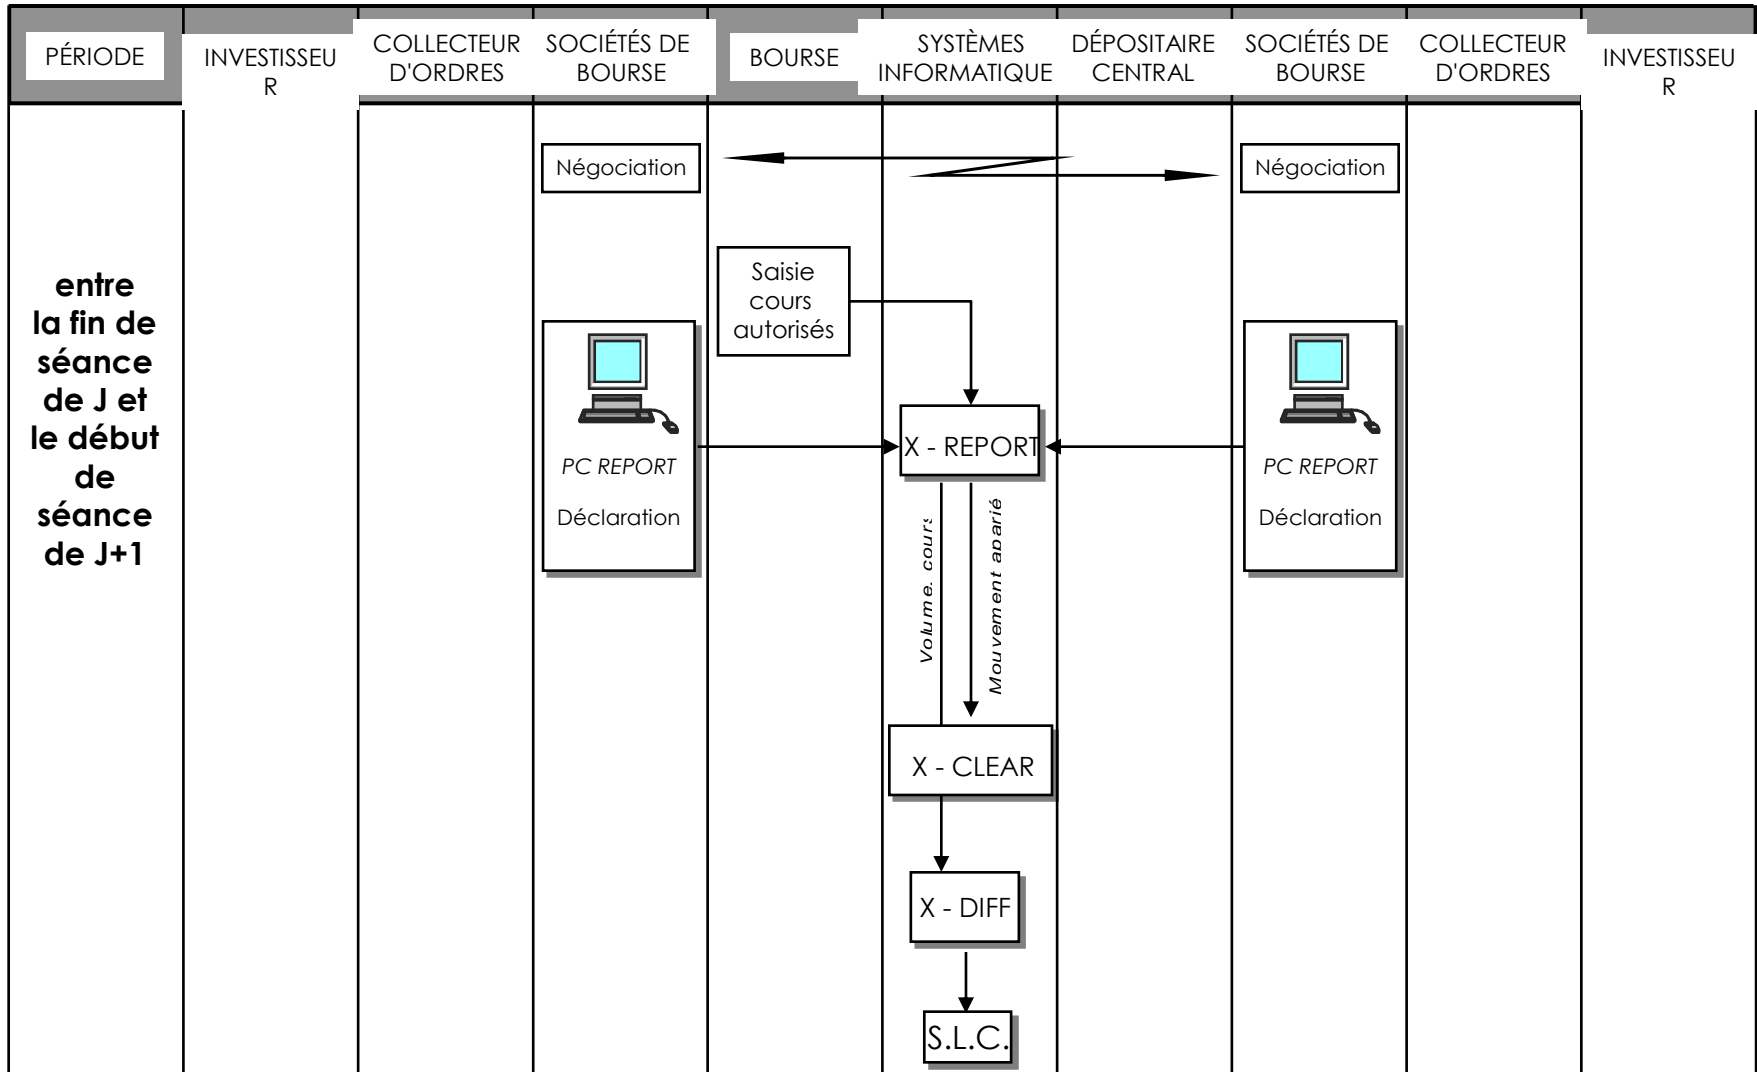 PÉRIODE
INVESTISSEU
R
COLLECTEUR
D'ORDRES
SOCIÉTÉS DE
BOURSE
BOURSE
SYSTÈMES
INFORMATIQUE
DÉPOSITAIRE
CENTRAL
SOCIÉTÉS DE
BOURSE
COLLECTEUR
D'ORDRES
INVESTISSEU
R
Négociation
Négociation
entre
la fin de
séance
de J et
le début
de
séance
de J+1
Saisie
cours
autorisés
PC REPORT
Déclaration
X - REPORT
PC REPORT
Déclaration
Volume. cours
Mouvement aparié
X - CLEAR
X - DIFF
S.L.C.